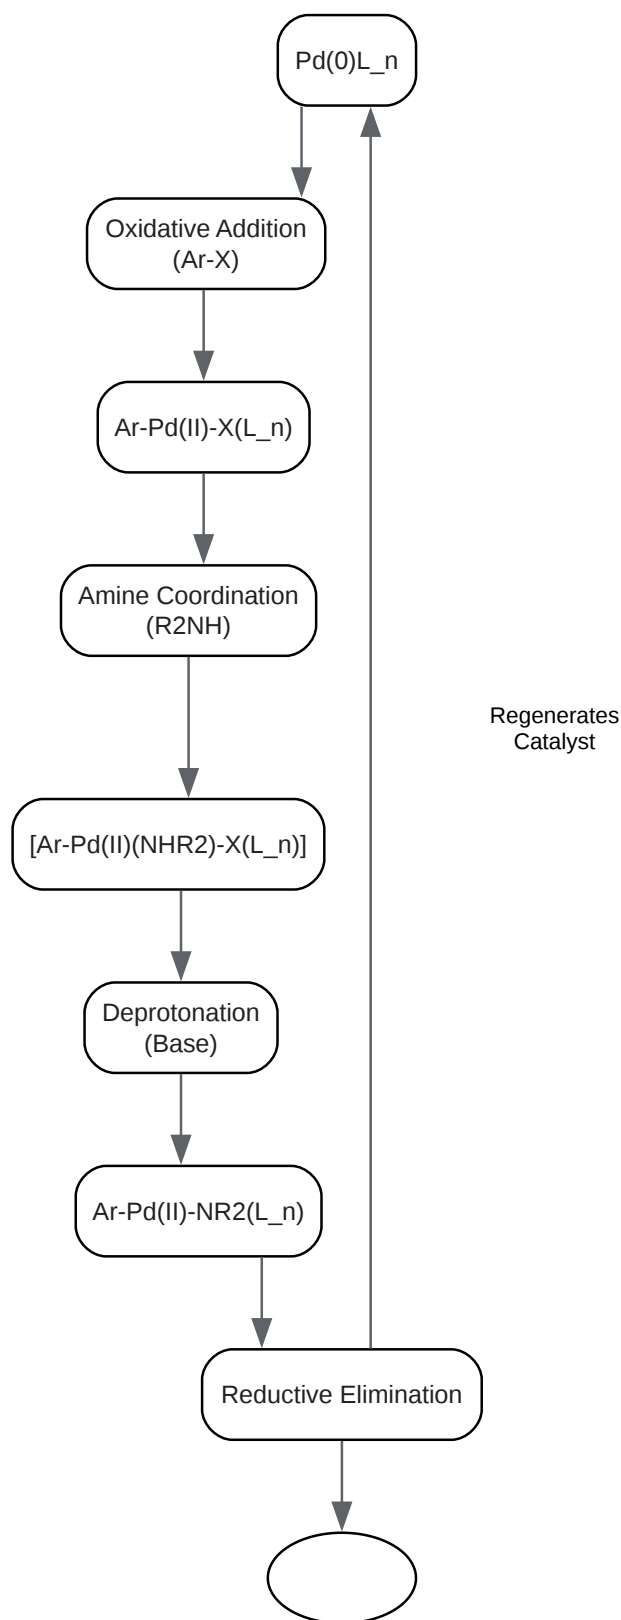 Pd(0)L_n
Oxidative Addition
(Ar-X)
Ar-Pd(II)-X(L_n)
Amine Coordination
(R2NH)
Regenerates
Catalyst
[Ar-Pd(II)(NHR2)-X(L_n)]
Deprotonation
(Base)
Ar-Pd(II)-NR2(L_n)
Reductive Elimination